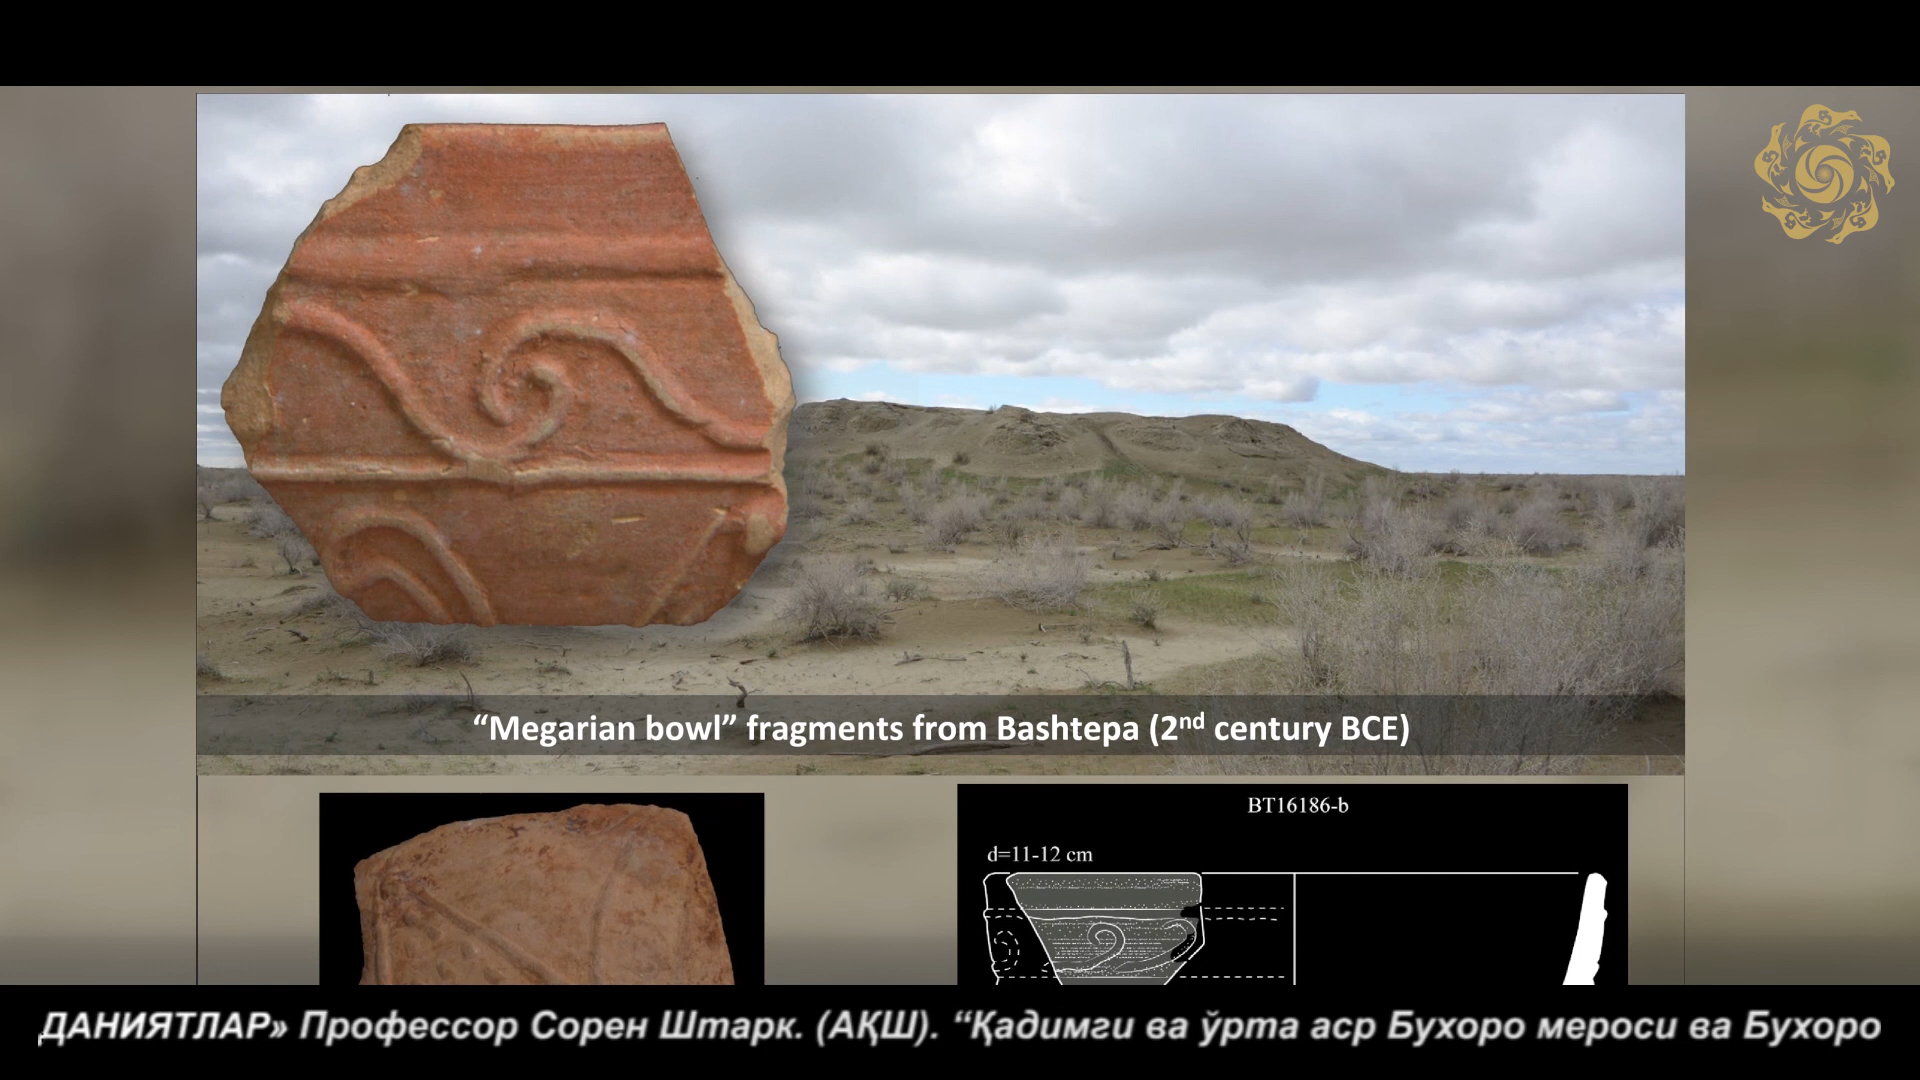 “Megarian bowl” fragments from Bashtepa (2nd century BCE)
BT16186-b
d=11-12 cm
ДАНИЯТЛАР» Профессор Сорен Штарк. (АҚШ). “Қадимги ва ўрта аср Бухоро мероси ва Бухоро